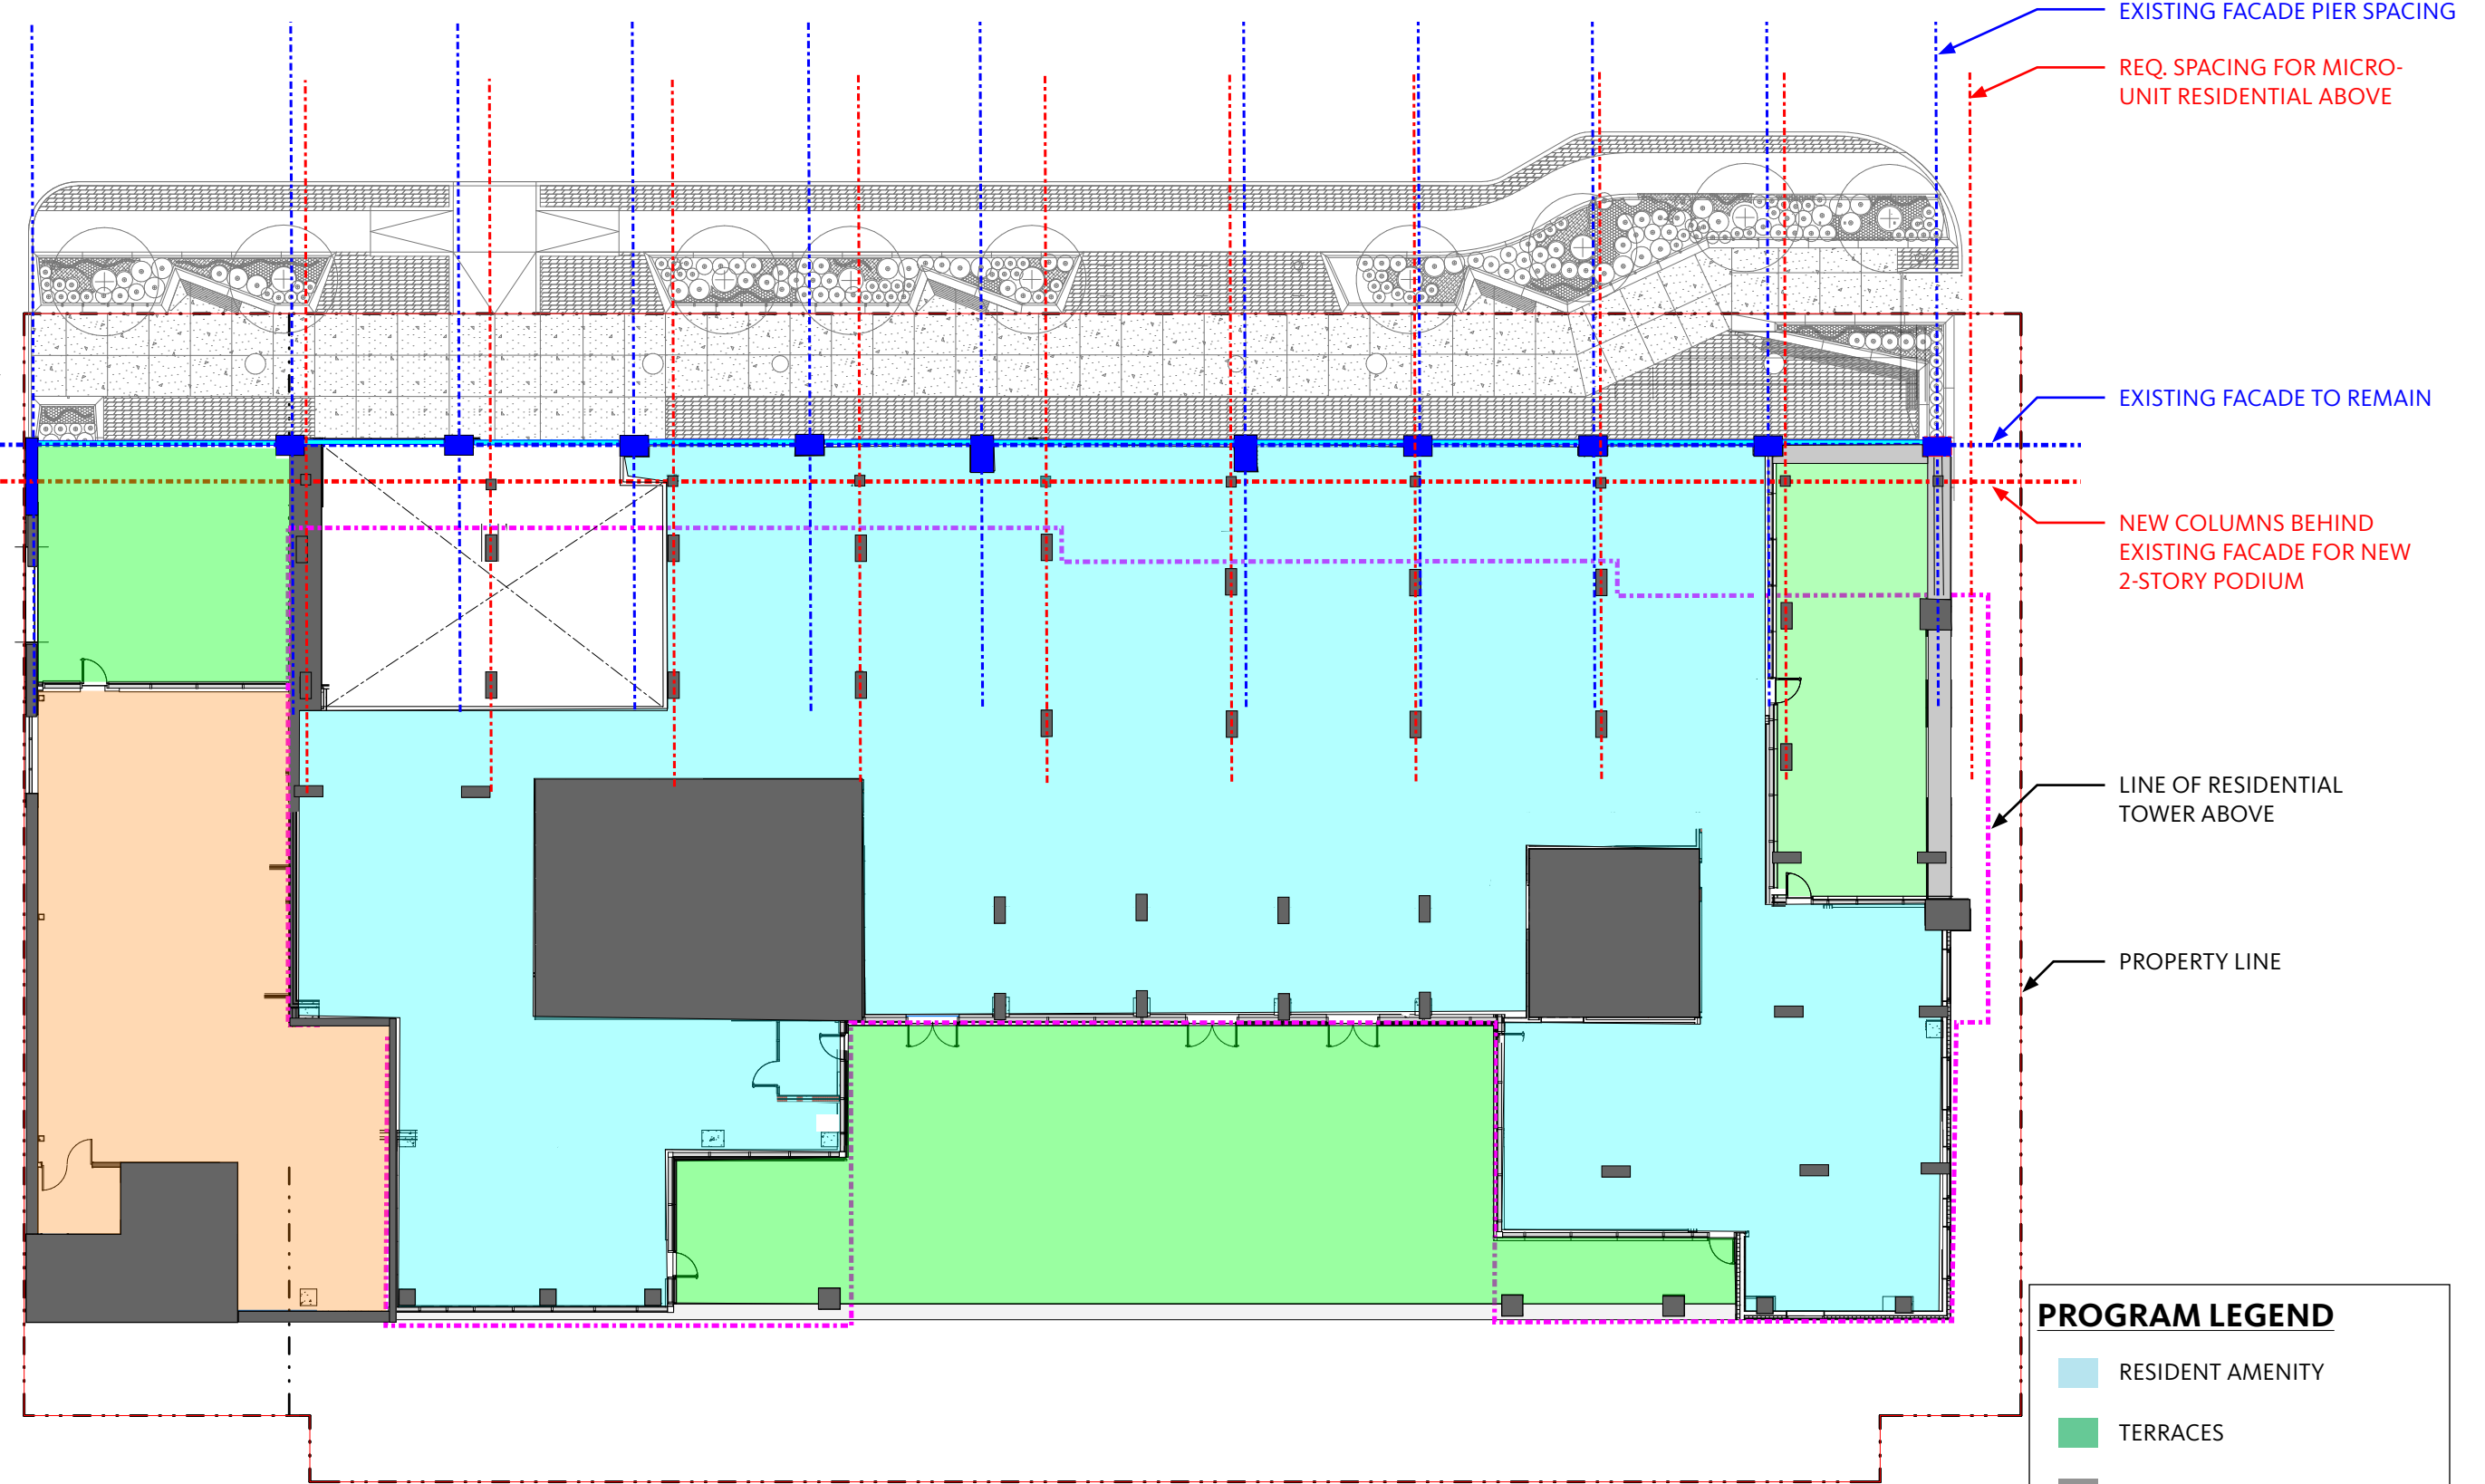 EXISTING FACADE PIER SPACING
REQ. SPACING FOR MICRO-
UNIT RESIDENTIAL ABOVE
EXISTING FACADE TO REMAIN
NEW COLUMNS BEHIND
EXISTING FACADE FOR NEW
2-STORY PODIUM
LINE OF RESIDENTIAL
TOWER ABOVE
PROPERTY LINE
PROGRAM LEGEND
RESIDENT AMENITY
TERRACES